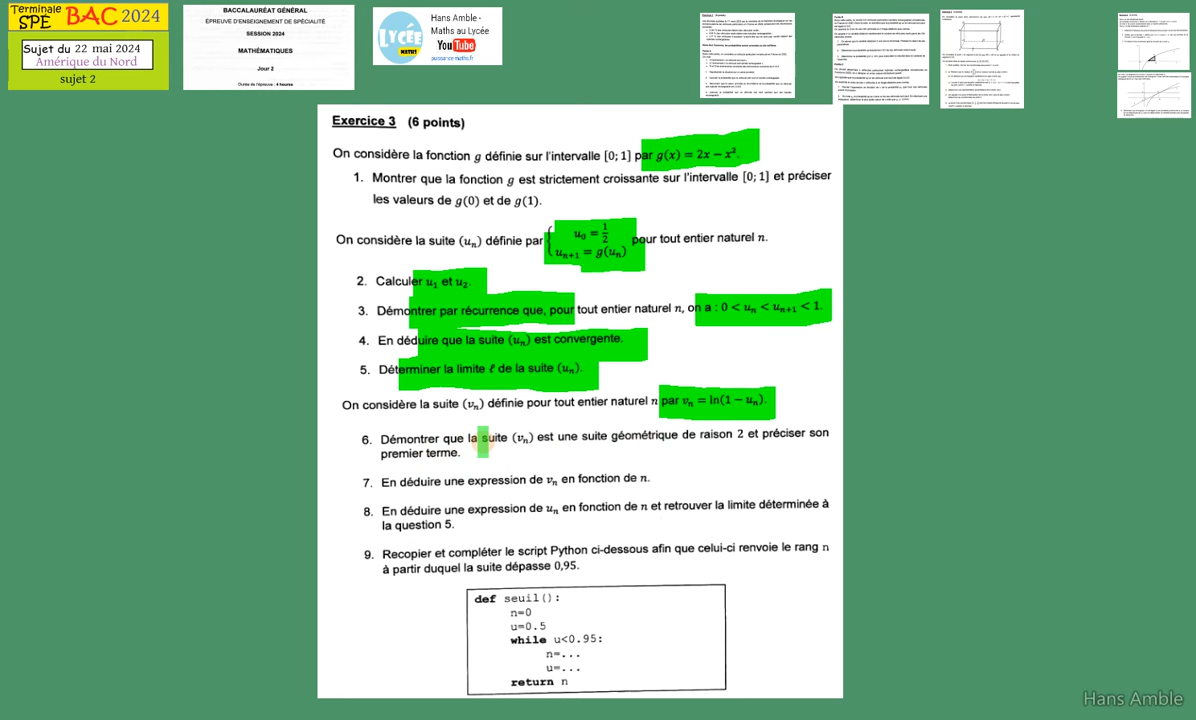 Terminale
SPE BAC 2024
Sujet du 22 mai 2024
Amérique du Nord
sujet 2
BACCALAURÉAT GÉNÉRAL
ÉPREUVE D'ENSEIGNEMENT DE SPÉCIALITÉ
SESSION 2024
MATHÉMATIQUES
Jour 2
Durée de l'épreuve : 4 heures
LYCÉE
MATHS!
Hans Amble -
Maths au Lycée
YouTube
puissance-maths.fr
Exercice 3 (6 points)
On considère la fonction g définie sur l'intervalle [0; 1] par g(x) = 2x − x².
1. Montrer que la fonction g est strictement croissante sur l'intervalle [0; 1] et préciser
les valeurs de g(0) et de g(1).
On considère la suite (uₙ) définie par { u₀ = 1/2
uₙ₊₁ = g(uₙ) pour tout entier naturel n.
2. Calculer u₁ et u₂.
3. Démontrer par récurrence que, pour tout entier naturel n, on a : 0 < uₙ < uₙ₊₁ < 1.
4. En déduire que la suite (uₙ) est convergente.
5. Déterminer la limite ℓ de la suite (uₙ).
On considère la suite (vₙ) définie pour tout entier naturel n par vₙ = ln(1 − uₙ).
6. Démontrer que la suite (vₙ) est une suite géométrique de raison 2 et préciser son
premier terme.
7. En déduire une expression de vₙ en fonction de n.
8. En déduire une expression de uₙ en fonction de n et retrouver la limite déterminée à
la question 5.
9. Recopier et compléter le script Python ci-dessous afin que celui-ci renvoie le rang n
à partir duquel la suite dépasse 0,95.
def seuil():
n=0
u=0.5
while u<0.95:
n=...
u=...
return n
Hans Amble